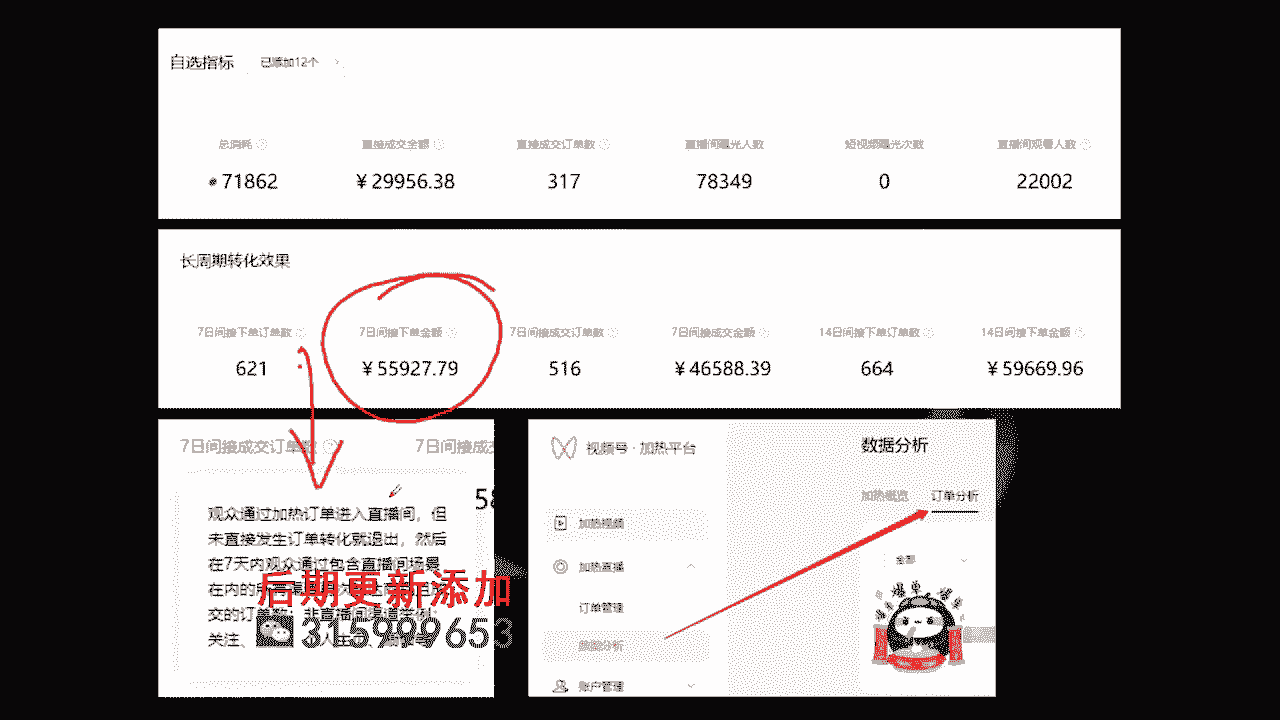 自选指标 已添加12个
总消耗 直接成交金额 直接成交订单数 直播间曝光人数 短视频曝光次数 直播间观看人数
71862 ¥29956.38 317 78349 0 22002
长周期转化效果
7日间接下单订单数 7日间接下单金额 7日间接成交订单数 7日间接成交金额 14日间接下单订单数 14日间接下单金额
621 ¥55927.79 516 ¥46588.39 664 ¥59669.96
7日间接成交订单数 7日间接成交
58
观众通过加热订单进入直播间，但
未直接发生订单转化就退出，然后
在7天内观众通过包含直播间场景
在内的所有
交的订单数；非直播间渠道举例：
关注、
后期更新添加
315999653
视频号·加热平台
加热视频
加热直播
订单管理
数据分析
账户管理
数据分析
加热概览 订单分析
全部
爆单爆